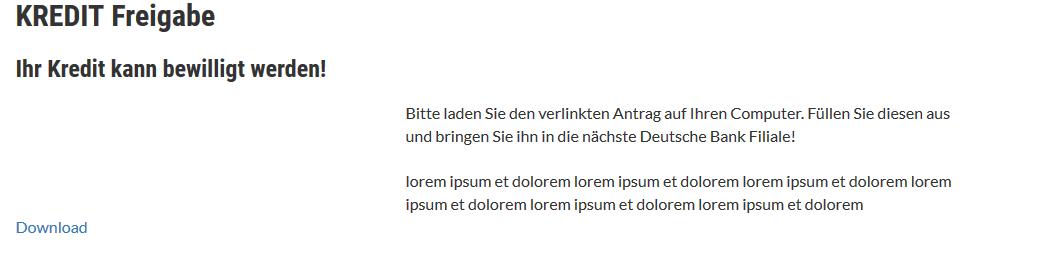 KREDIT Freigabe
Ihr Kredit kann bewilligt werden!
Bitte laden Sie den verlinkten Antrag auf Ihren Computer. Füllen Sie diesen aus
und bringen Sie ihn in die nächste Deutsche Bank Filiale!
lorem ipsum et dolorem lorem ipsum et dolorem lorem ipsum et dolorem lorem
ipsum et dolorem lorem ipsum et dolorem lorem ipsum et dolorem
Download